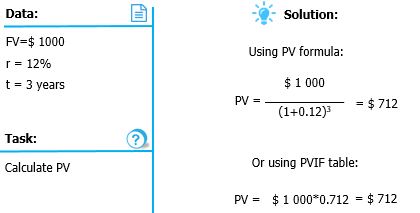 Data:
FV=$ 1000
r = 12%
t = 3 years
Task:
?
Calculate PV
Solution:
Using PV formula:
$ 1 000
PV = = $ 712
(1+0.12)³
Or using PVIF table:
PV = $ 1 000*0.712 = $ 712